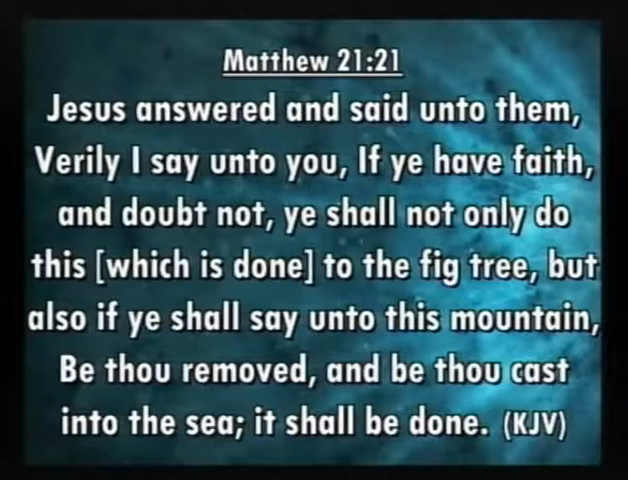 Matthew 21:21
Jesus answered and said unto them,
Verily I say unto you, If ye have faith,
and doubt not, ye shall not only do
this [which is done] to the fig tree, but
also if ye shall say unto this mountain,
Be thou removed, and be thou cast
into the sea; it shall be done. (KJV)